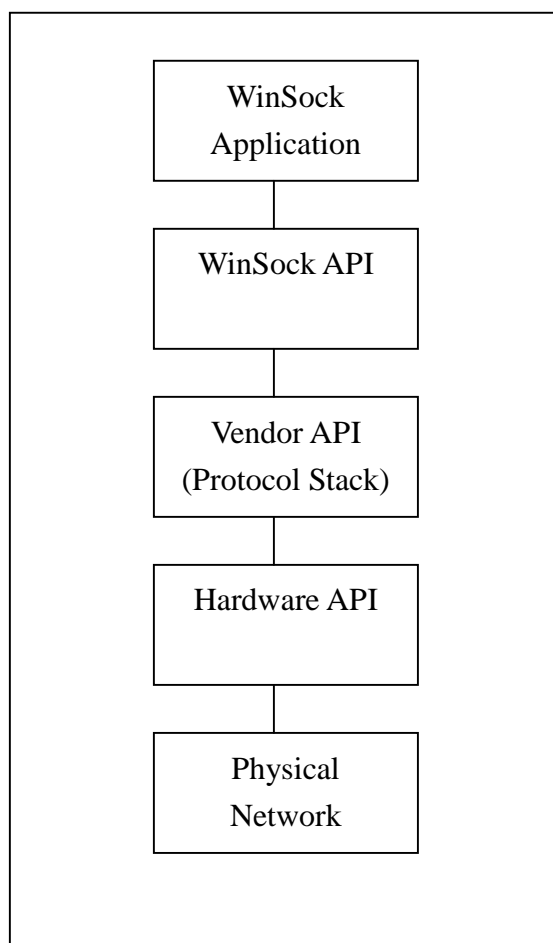 WinSock
Application
WinSock API
Vendor API
(Protocol Stack)
Hardware API
Physical
Network